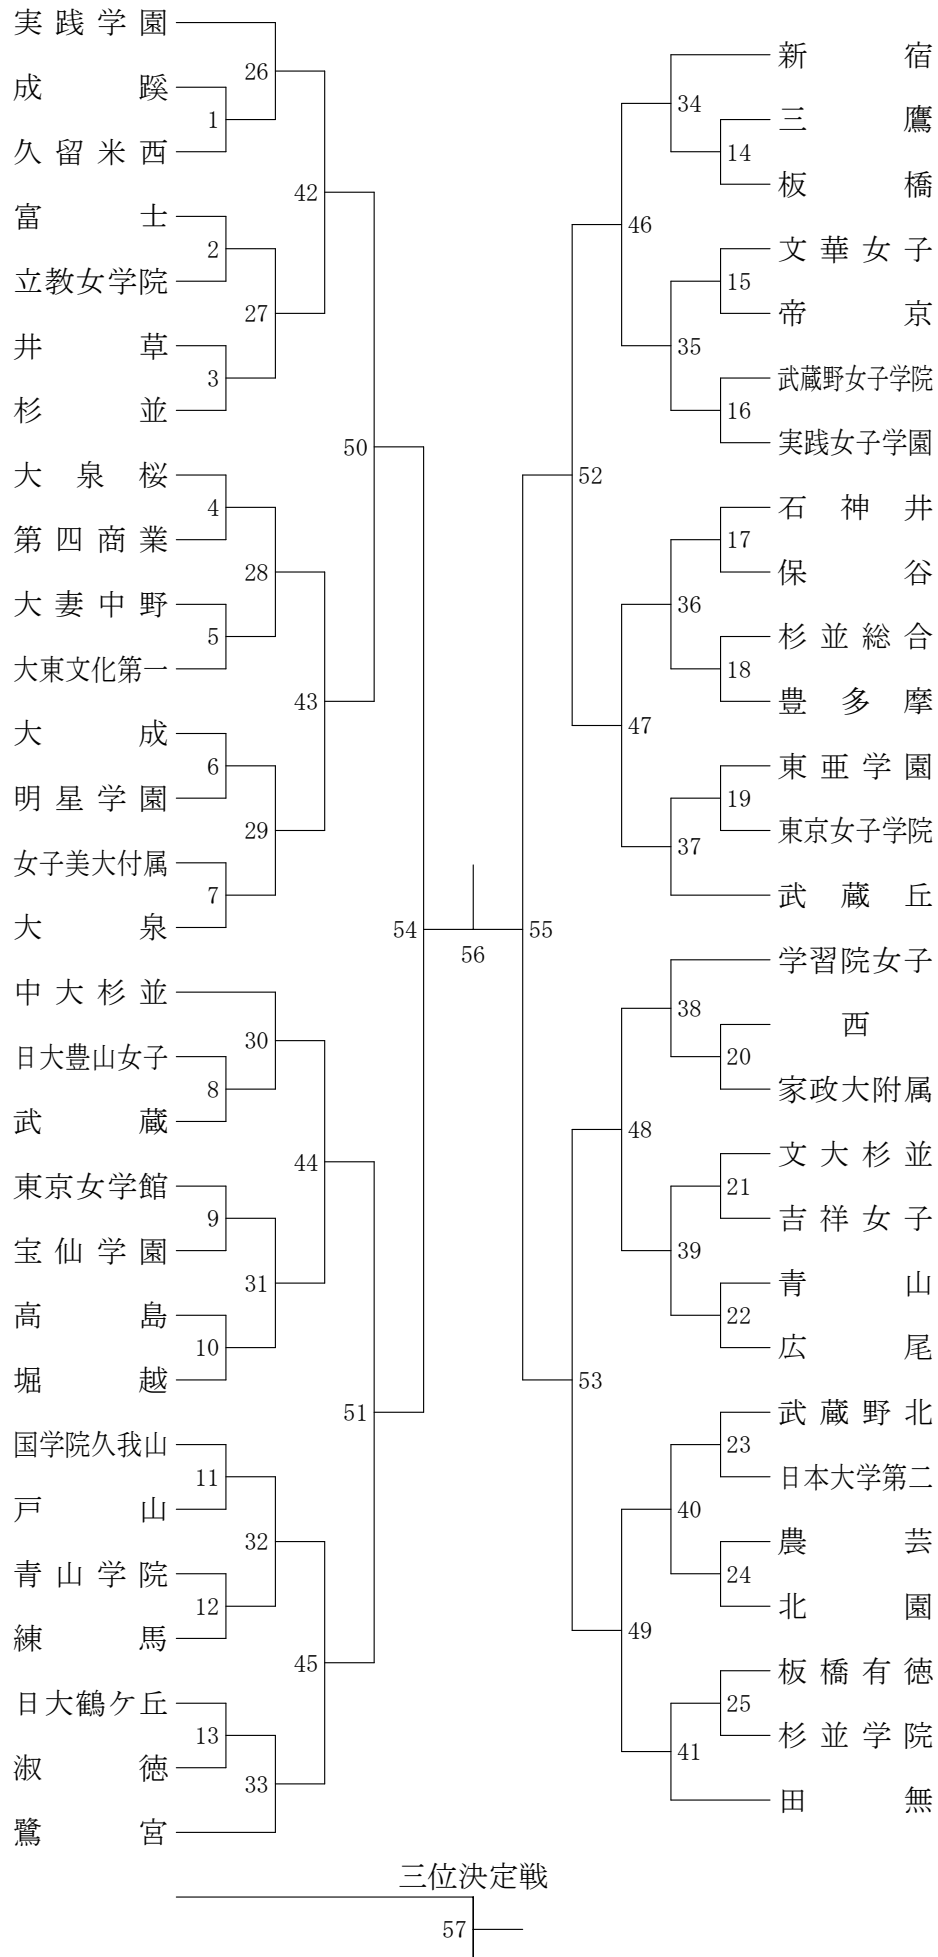 実践学園
成蹊
久留米西
富士
立教女学院
井草
杉並
大泉桜
第四商業
大妻中野
大東文化第一
大成
明星学園
女子美大付属
大泉
中大杉並
日大豊山女子
武蔵
東京女学館
宝仙学園
高島
堀越
国学院久我山
戸山
青山学院
練馬
日大鶴ケ丘
淑徳
鷺宮
1
2
3
4
5
6
7
8
9
10
11
12
13
26
27
28
29
30
31
32
33
42
43
44
45
50
51
54
56
55
52
53
46
47
48
49
34
35
36
37
38
39
40
41
14
15
16
17
18
19
20
21
22
23
24
25
新宿
三鷹
板橋
文華女子
帝京
武蔵野女子学院
実践女子学園
石神井
保谷
杉並総合
豊多摩
東亜学園
東京女子学院
武蔵丘
学習院女子
西
家政大附属
文大杉並
吉祥女子
青山
広尾
武蔵野北
日本大学第二
農芸
北園
板橋有徳
杉並学院
田無
三位決定戦
57